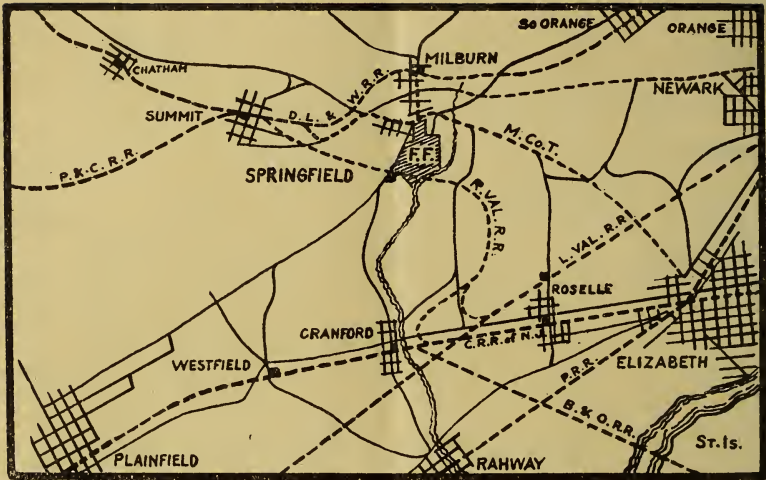 So ORANGE
ORANGE
CHATHAM
MILBURN
NEWARK
SUMMIT
D. L. & W. R. R.
M. Co. T.
P. & C. R. R.
F. F.
SPRINGFIELD
R. VAL. R. R.
L. VAL. R. R.
ROSELLE
CRANFORD
C. R. R. of N. J.
WESTFIELD
ELIZABETH
P. R. R.
B. & O. R. R.
ST. Is.
PLAINFIELD
RAHWAY